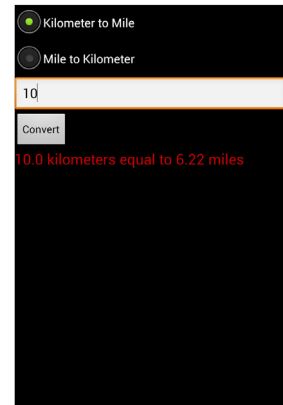 Kilometer to Mile
Mile to Kilometer
10
Convert
10.0 kilometers equal to 6.22 miles